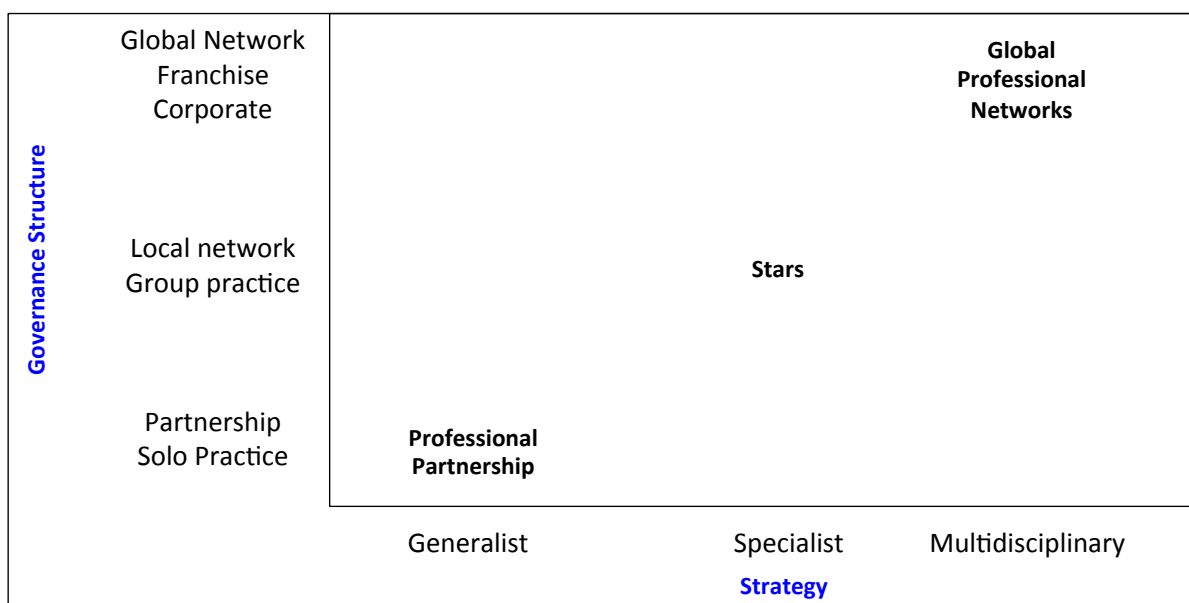 Global Network
Franchise
Corporate
Global
Professional
Networks
Governance Structure
Local network
Group practice
Stars
Partnership
Solo Practice
Professional
Partnership
Generalist
Specialist
Multidisciplinary
Strategy